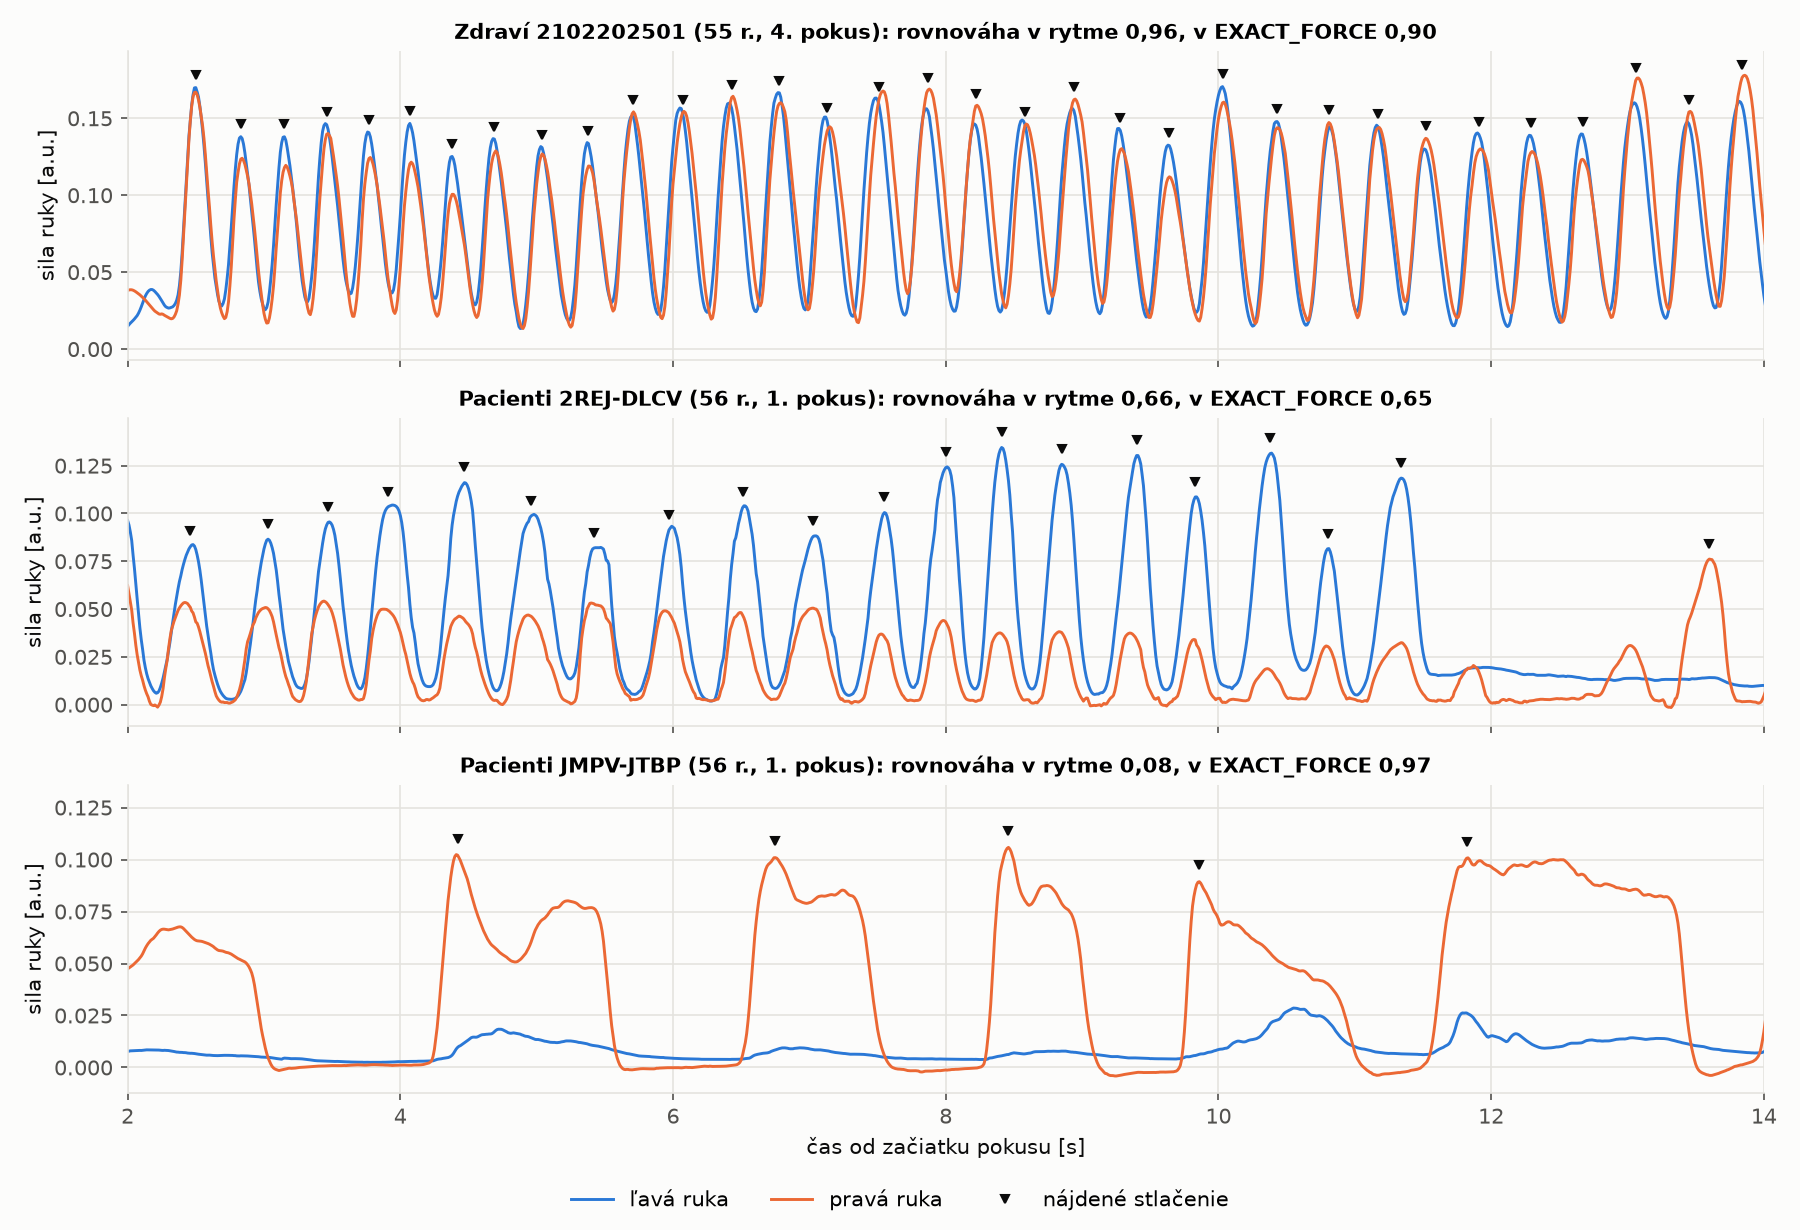 Zdraví 2102202501 (55 r., 4. pokus): rovnováha v rytme 0,96, v EXACT_FORCE 0,90
sila ruky [a.u.]
0.15
0.10
0.05
0.00
Pacienti 2REJ-DLCV (56 r., 1. pokus): rovnováha v rytme 0,66, v EXACT_FORCE 0,65
sila ruky [a.u.]
0.125
0.100
0.075
0.050
0.025
0.000
Pacienti JMPV-JTBP (56 r., 1. pokus): rovnováha v rytme 0,08, v EXACT_FORCE 0,97
sila ruky [a.u.]
0.125
0.100
0.075
0.050
0.025
0.000
2 4 6 8 10 12 14
čas od začiatku pokusu [s]
ľavá ruka pravá ruka nájdené stlačenie